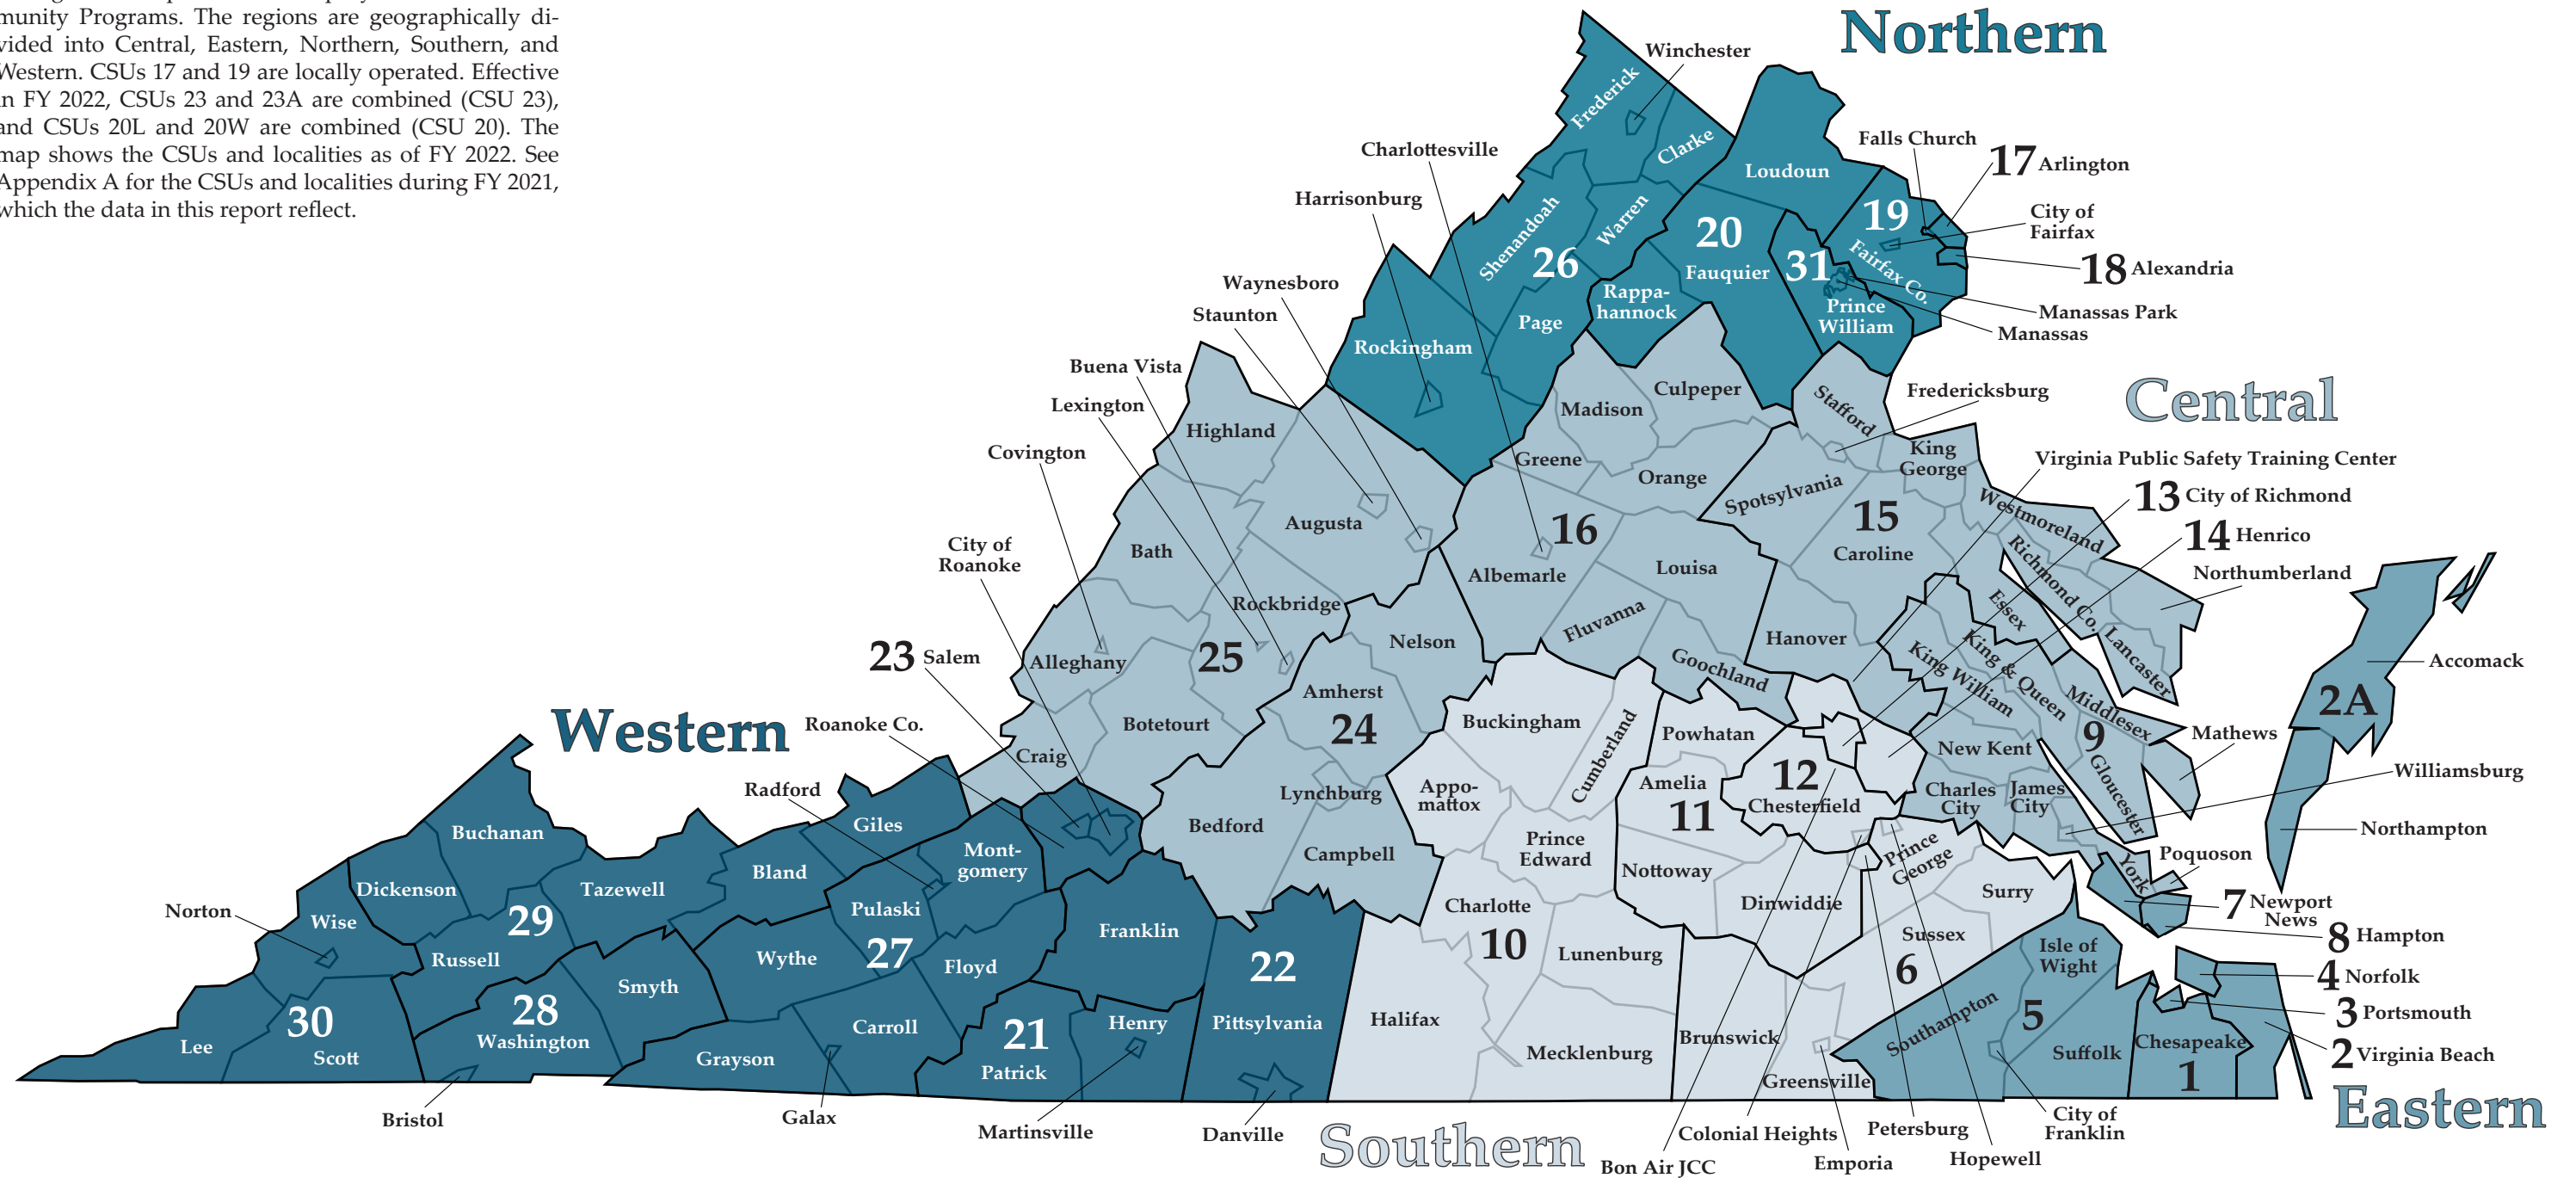 munity Programs. The regions are geographically di-
vided into Central, Eastern, Northern, Southern, and
Western. CSUs 17 and 19 are locally operated. Effective
in FY 2022, CSUs 23 and 23A are combined (CSU 23),
and CSUs 20L and 20W are combined (CSU 20). The
map shows the CSUs and localities as of FY 2022. See
Appendix A for the CSUs and localities during FY 2021,
which the data in this report reflect.
Northern
Winchester
Frederick
Clarke
Charlottesville
Harrisonburg
Loudoun
Falls Church
17 Arlington
19
City of
Fairfax
Fairfax Co.
18 Alexandria
Shenandoah
Warren
26
20
Fauquier
31
Rappa-
hannock
Page
Prince
William
Manassas Park
Manassas
Rockingham
Waynesboro
Staunton
Buena Vista
Lexington
Covington
City of
Roanoke
Central
Highland
Augusta
Bath
Madison
Culpeper
Stafford
Fredericksburg
Greene
Orange
King
George
Spotsylvania
Virginia Public Safety Training Center
13 City of Richmond
14 Henrico
Westmoreland
Northumberland
Richmond Co.
Lancaster
16
15
Caroline
Albemarle
Louisa
Rockbridge
Fluvanna
Essex
Nelson
Hanover
Goochland
King William
King & Queen
Middlesex
Mathews
Accomack
2A
23 Salem
Alleghany
25
Amherst
24
Botetourt
Craig
Western
Roanoke Co.
Radford
Buckingham
Cumberland
Powhatan
New Kent
9
Gloucester
Williamsburg
Charles
City
James
City
Northampton
Appo-
mattox
Amelia
11
12
Chesterfield
Lynchburg
Bedford
Campbell
Prince
Edward
Nottoway
Prince
George
York
Poquoson
7 Newport
News
8 Hampton
4 Norfolk
3 Portsmouth
2 Virginia Beach
Eastern
Buchanan
Giles
Bland
Mont-
gomery
Dickenson
Tazewell
Norton
Wise
29
Russell
Pulaski
27
Wythe
Floyd
Franklin
22
Pittsylvania
Charlotte
10
Lunenburg
Dinwiddie
Surry
Sussex
6
Isle of
Wight
Smyth
28
Washington
30
Scott
Lee
Grayson
Carroll
21
Patrick
Henry
Halifax
Mecklenburg
Brunswick
Greensville
Southampton
5
Suffolk
Chesapeake
1
Bristol
Galax
Martinsville
Danville
Southern
Bon Air JCC
Colonial Heights
Emporia
Petersburg
Hopewell
City of
Franklin